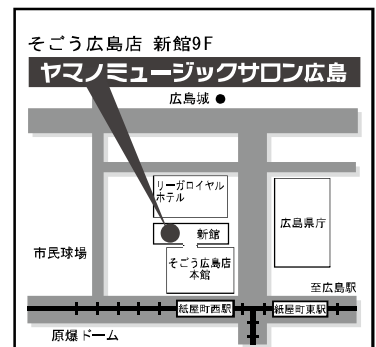 そごう広島店 新館9F
ヤマノミュージックサロン広島
広島城
リーガロイヤル
ホテル
新館
広島県庁
市民球場
そごう広島店
本館
至広島駅
紙屋町西駅
紙屋町東駅
原爆ドーム